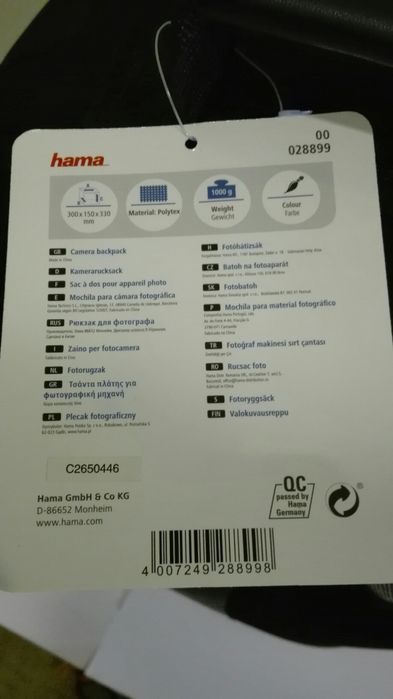 hama
00
028899
1000 g
300 x 150 x 330
mm
Material: Polytex
Weight
Gewicht
Colour
Farbe
GB Camera backpack
Made in China
D Kamerarucksack
F Sac à dos pour appareil photo
E Mochila para cámara fotográfica
RUS Рюкзак для фотографа
I Zaino per fotocamera
NL Fotorugzak
GR Τσάντα πλάτης για
φωτογραφική μηχανή
PL Plecak fotograficzny
H Fotóhátizsák
CZ Batoh na fotoaparát
SK Fotobatoh
P Mochila para material fotográfico
TR Fotoğraf makinesi sırt çantası
RO Rucsac foto
S Fotoryggsäck
FIN Valokuvausreppu
C2650446
Hama GmbH & Co KG
D-86652 Monheim
www.hama.com
QC
passed by
Hama
Germany
®
4 007249 288998